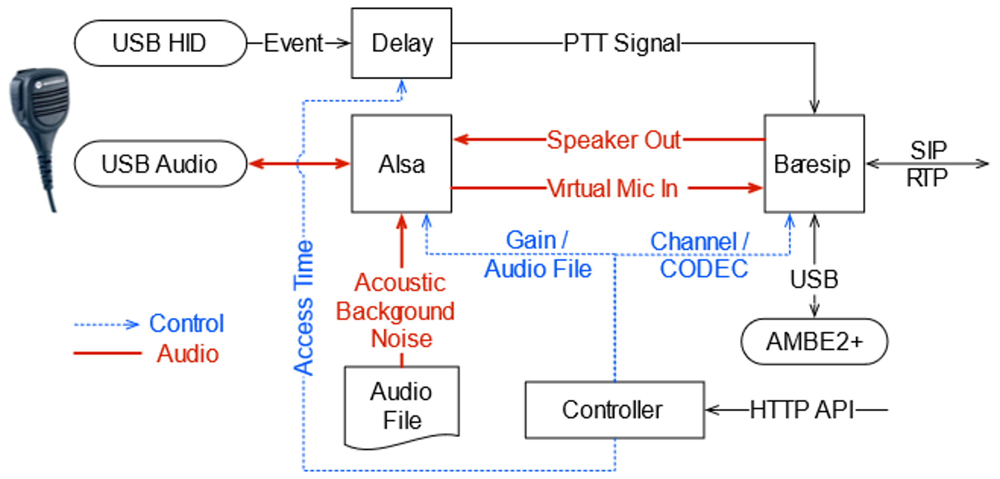 USB HID
Event
Delay
PTT Signal
USB Audio
Alsa
Speaker Out
Virtual Mic In
Baresip
SIP
RTP
Gain /
Audio File
Channel /
CODEC
USB
AMBE2+
Access Time
Acoustic
Background
Noise
Control
Audio
Audio
File
Controller
HTTP API